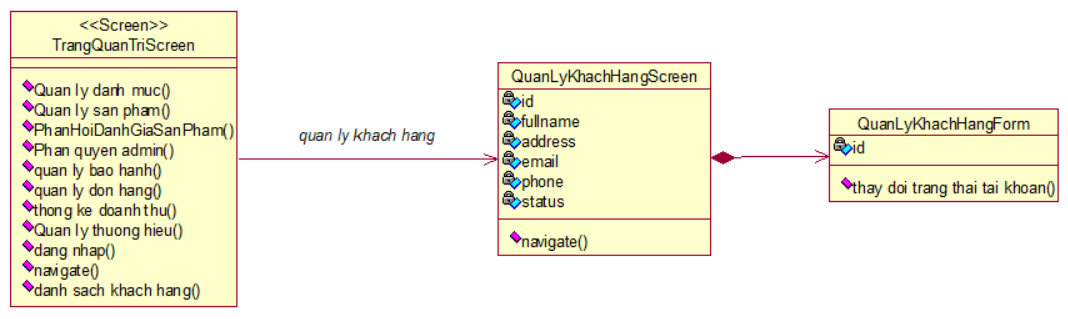 <<Screen>>
TrangQuanTriScreen
Quan ly danh muc()
Quan ly san pham()
PhanHoiDanhGiaSanPham()
Phan quyen admin()
quan ly bao hanh()
quan ly don hang()
thong ke doanh thu()
Quan ly thuong hieu()
dang nhap()
navigate()
danh sach khach hang()
quan ly khach hang
QuanLyKhachHangScreen
id
fullname
address
email
phone
status
navigate()
QuanLyKhachHangForm
id
thay doi trang thai tai khoan()